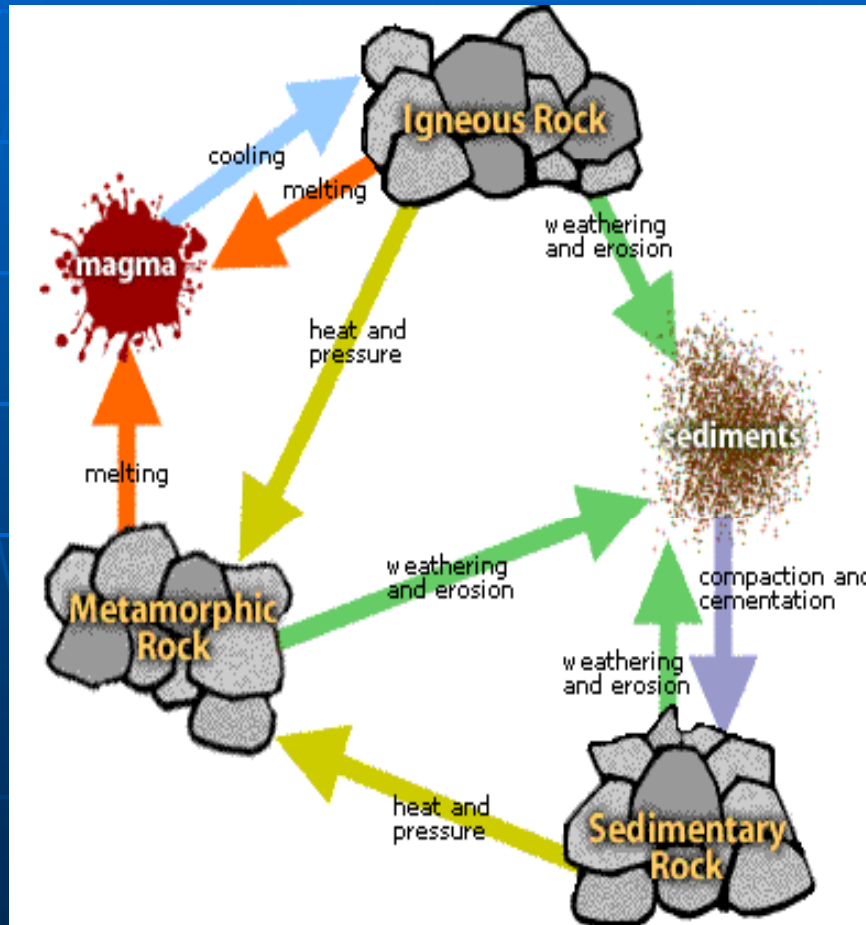 Igneous Rock
cooling
melting
weathering
and erosion
magma
heat and
pressure
sediments
melting
weathering
and erosion
compaction and
cementation
Metamorphic
Rock
weathering
and erosion
heat and
pressure
Sedimentary
Rock